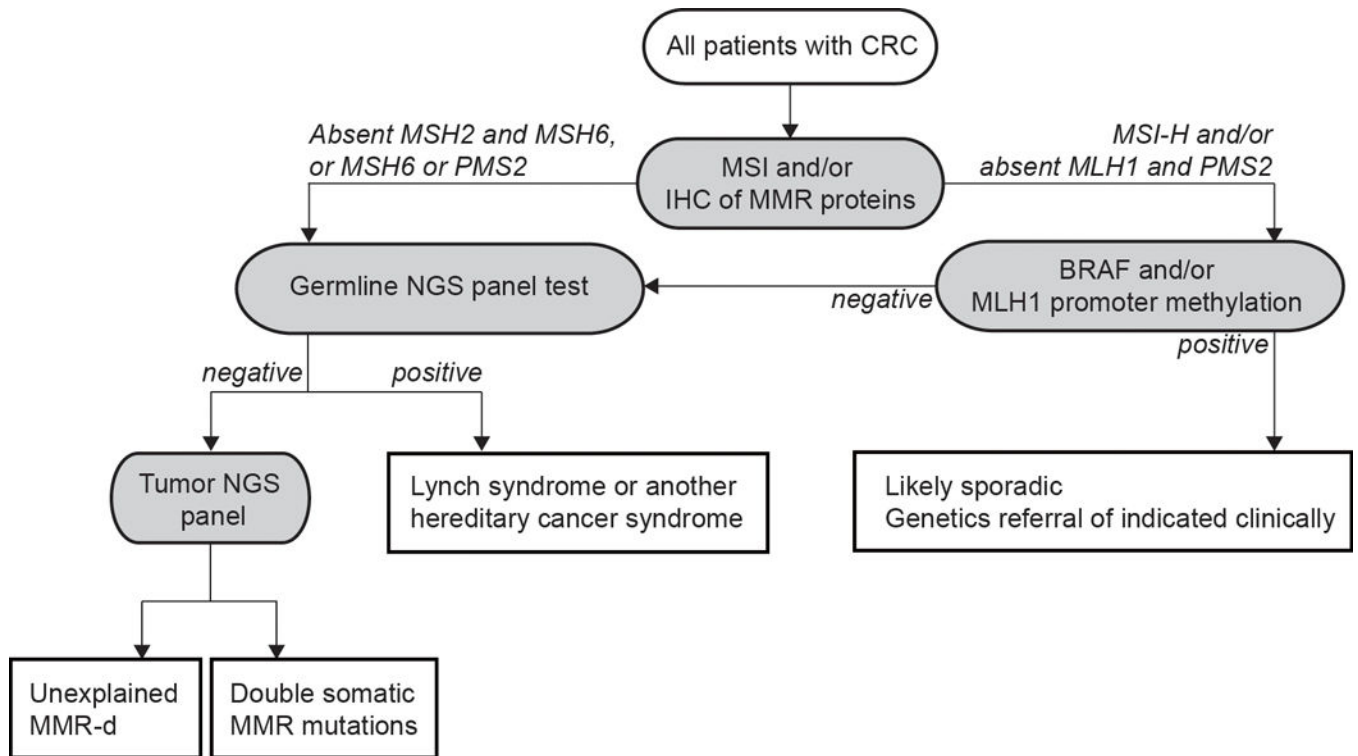 All patients with CRC
Absent MSH2 and MSH6,
or MSH6 or PMS2
MSI and/or
IHC of MMR proteins
MSI-H and/or
absent MLH1 and PMS2
Germline NGS panel test
negative
BRAF and/or
MLH1 promoter methylation
positive
negative
positive
Tumor NGS
panel
Lynch syndrome or another
hereditary cancer syndrome
Likely sporadic
Genetics referral of indicated clinically
Unexplained
MMR-d
Double somatic
MMR mutations